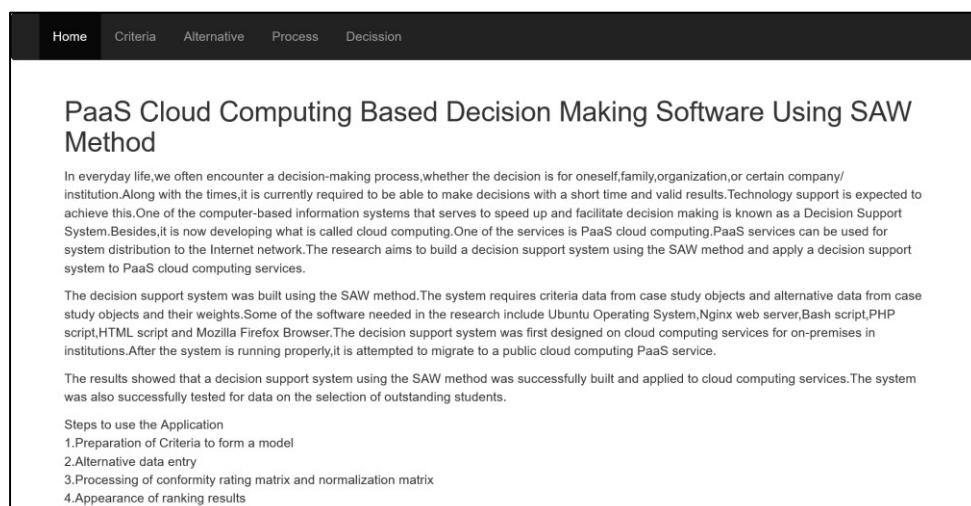 Home Criteria Alternative Process Decission
PaaS Cloud Computing Based Decision Making Software Using SAW
Method
In everyday life,we often encounter a decision-making process,whether the decision is for oneself,family,organization,or certain company/
institution.Along with the times,it is currently required to be able to make decisions with a short time and valid results.Technology support is expected to
achieve this.One of the computer-based information systems that serves to speed up and facilitate decision making is known as a Decision Support
System.Besides,it is now developing what is called cloud computing.One of the services is PaaS cloud computing.PaaS services can be used for
system distribution to the Internet network.The research aims to build a decision support system using the SAW method and apply a decision support
system to PaaS cloud computing services.
The decision support system was built using the SAW method.The system requires criteria data from case study objects and alternative data from case
study objects and their weights.Some of the software needed in the research include Ubuntu Operating System,Nginx web server,Bash script,PHP
script,HTML script and Mozilla Firefox Browser.The decision support system was first designed on cloud computing services for on-premises in
institutions.After the system is running properly,it is attempted to migrate to a public cloud computing PaaS service.
The results showed that a decision support system using the SAW method was successfully built and applied to cloud computing services.The system
was also successfully tested for data on the selection of outstanding students.
Steps to use the Application
1.Preparation of Criteria to form a model
2.Alternative data entry
3.Processing of conformity rating matrix and normalization matrix
4.Appearance of ranking results